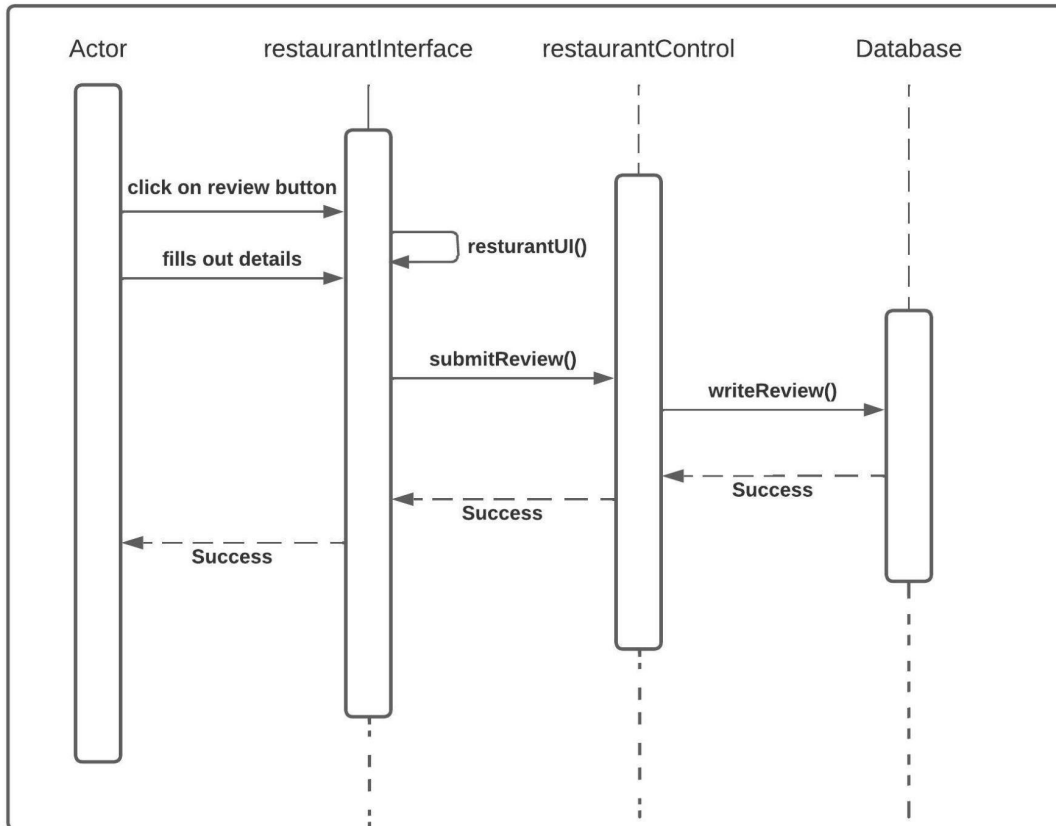 Actor
restaurantInterface
restaurantControl
Database
click on review button
resturantUI()
fills out details
submitReview()
writeReview()
Success
Success
Success